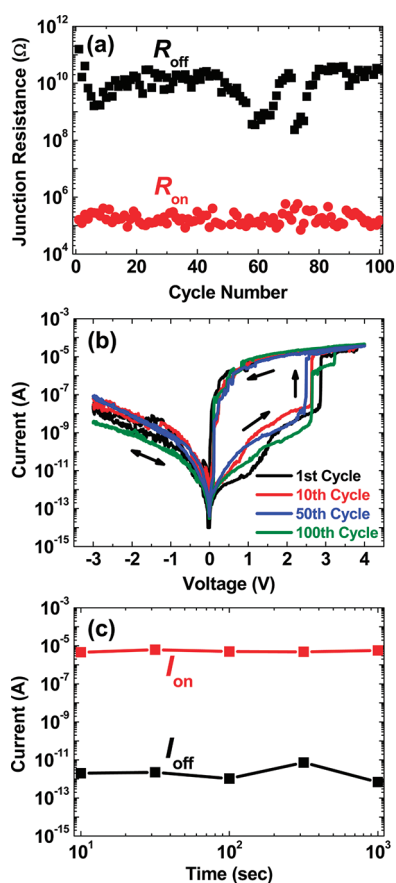 (a)
R_off
R_on
Junction Resistance (Ω)
10^12
10^10
10^8
10^6
10^4
0 20 40 60 80 100
Cycle Number
(b)
Current (A)
10^-3
10^-5
10^-7
10^-9
10^-11
10^-13
10^-15
1st Cycle
10th Cycle
50th Cycle
100th Cycle
-3 -2 -1 0 1 2 3 4
Voltage (V)
(c)
Current (A)
10^-3
10^-5
10^-7
10^-9
10^-11
10^-13
10^-15
I_on
I_off
10^1 10^2 10^3
Time (sec)